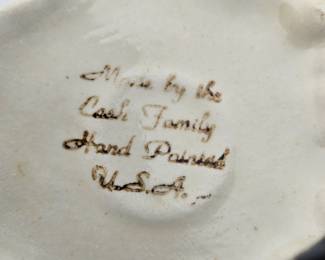 Made by the
Cash Family
Hand Painted
U.S.A.